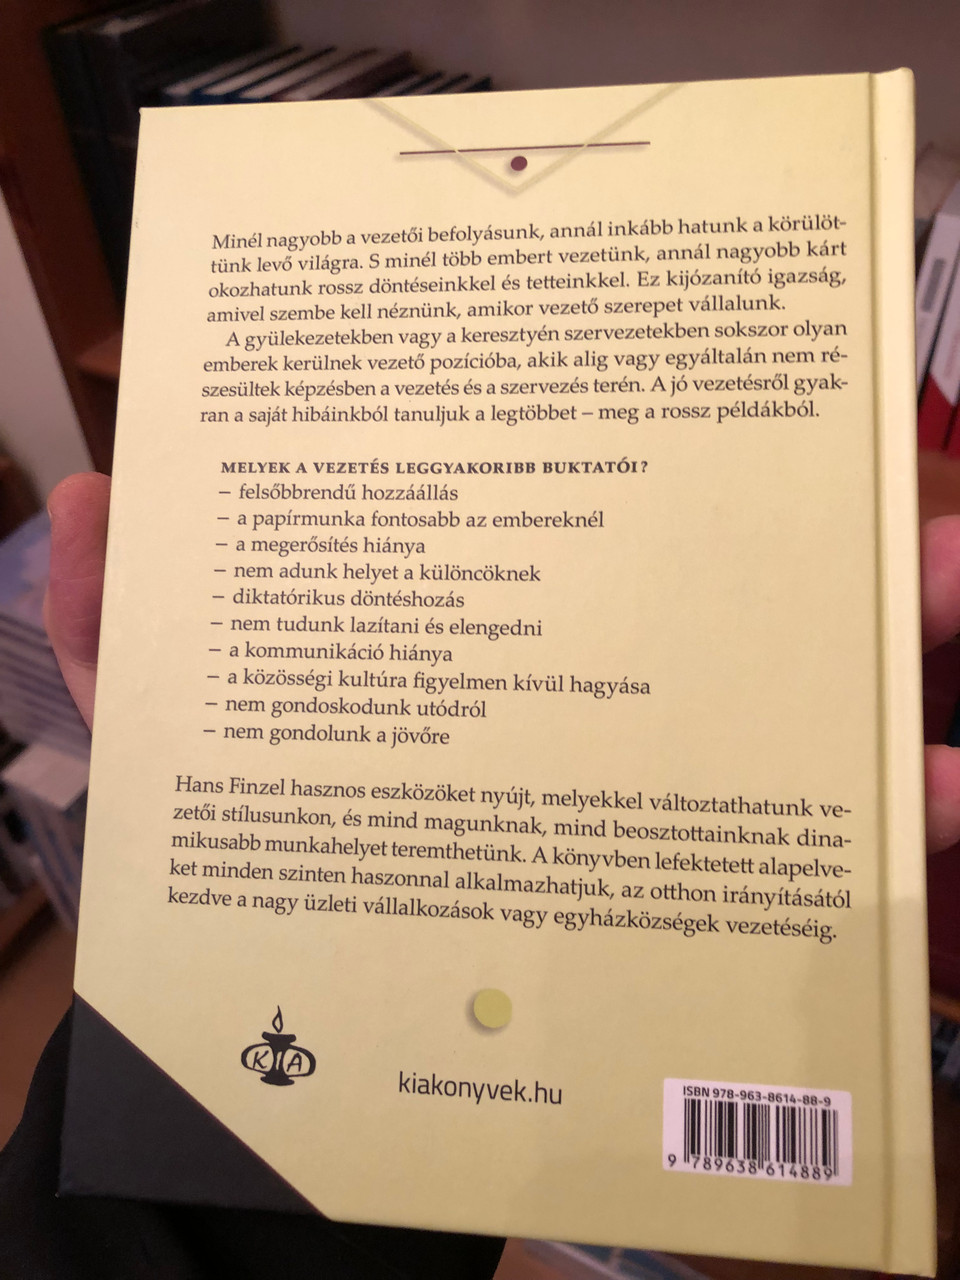 Minél nagyobb a vezetői befolyásunk, annál inkább hatunk a körülöt-
tünk levő világra. S minél több embert vezetünk, annál nagyobb kárt
okozhatunk rossz döntéseinkkel és tetteinkkel. Ez kijózanító igazság,
amivel szembe kell néznünk, amikor vezető szerepet vállalunk.
A gyülekezetekben vagy a keresztyén szervezetekben sokszor olyan
emberek kerülnek vezető pozícióba, akik alig vagy egyáltalán nem ré-
szesültek képzésben a vezetés és a szervezés terén. A jó vezetésről gyak-
ran a saját hibáinkból tanuljuk a legtöbbet – meg a rossz példákból.
MELYEK A VEZETÉS LEGGYAKORIBB BUKTATÓI?
– felsőbbrendű hozzáállás
– a papírmunka fontosabb az embereknél
– a megerősítés hiánya
– nem adunk helyet a különcöknek
– diktatórikus döntéshozás
– nem tudunk lazítani és elengedni
– a kommunikáció hiánya
– a közösségi kultúra figyelmen kívül hagyása
– nem gondoskodunk utódról
– nem gondolunk a jövőre
Hans Finzel hasznos eszközöket nyújt, melyekkel változtathatunk ve-
zetői stílusunkon, és mind magunknak, mind beosztottainknak dina-
mikusabb munkahelyet teremthetünk. A könyvben lefektetett alapelve-
ket minden szinten haszonnal alkalmazhatjuk, az otthon irányításától
kezdve a nagy üzleti vállalkozások vagy egyházközségek vezetéséig.
KIA
kiakonyvek.hu
ISBN 978-963-8614-88-9
9 789638 614889